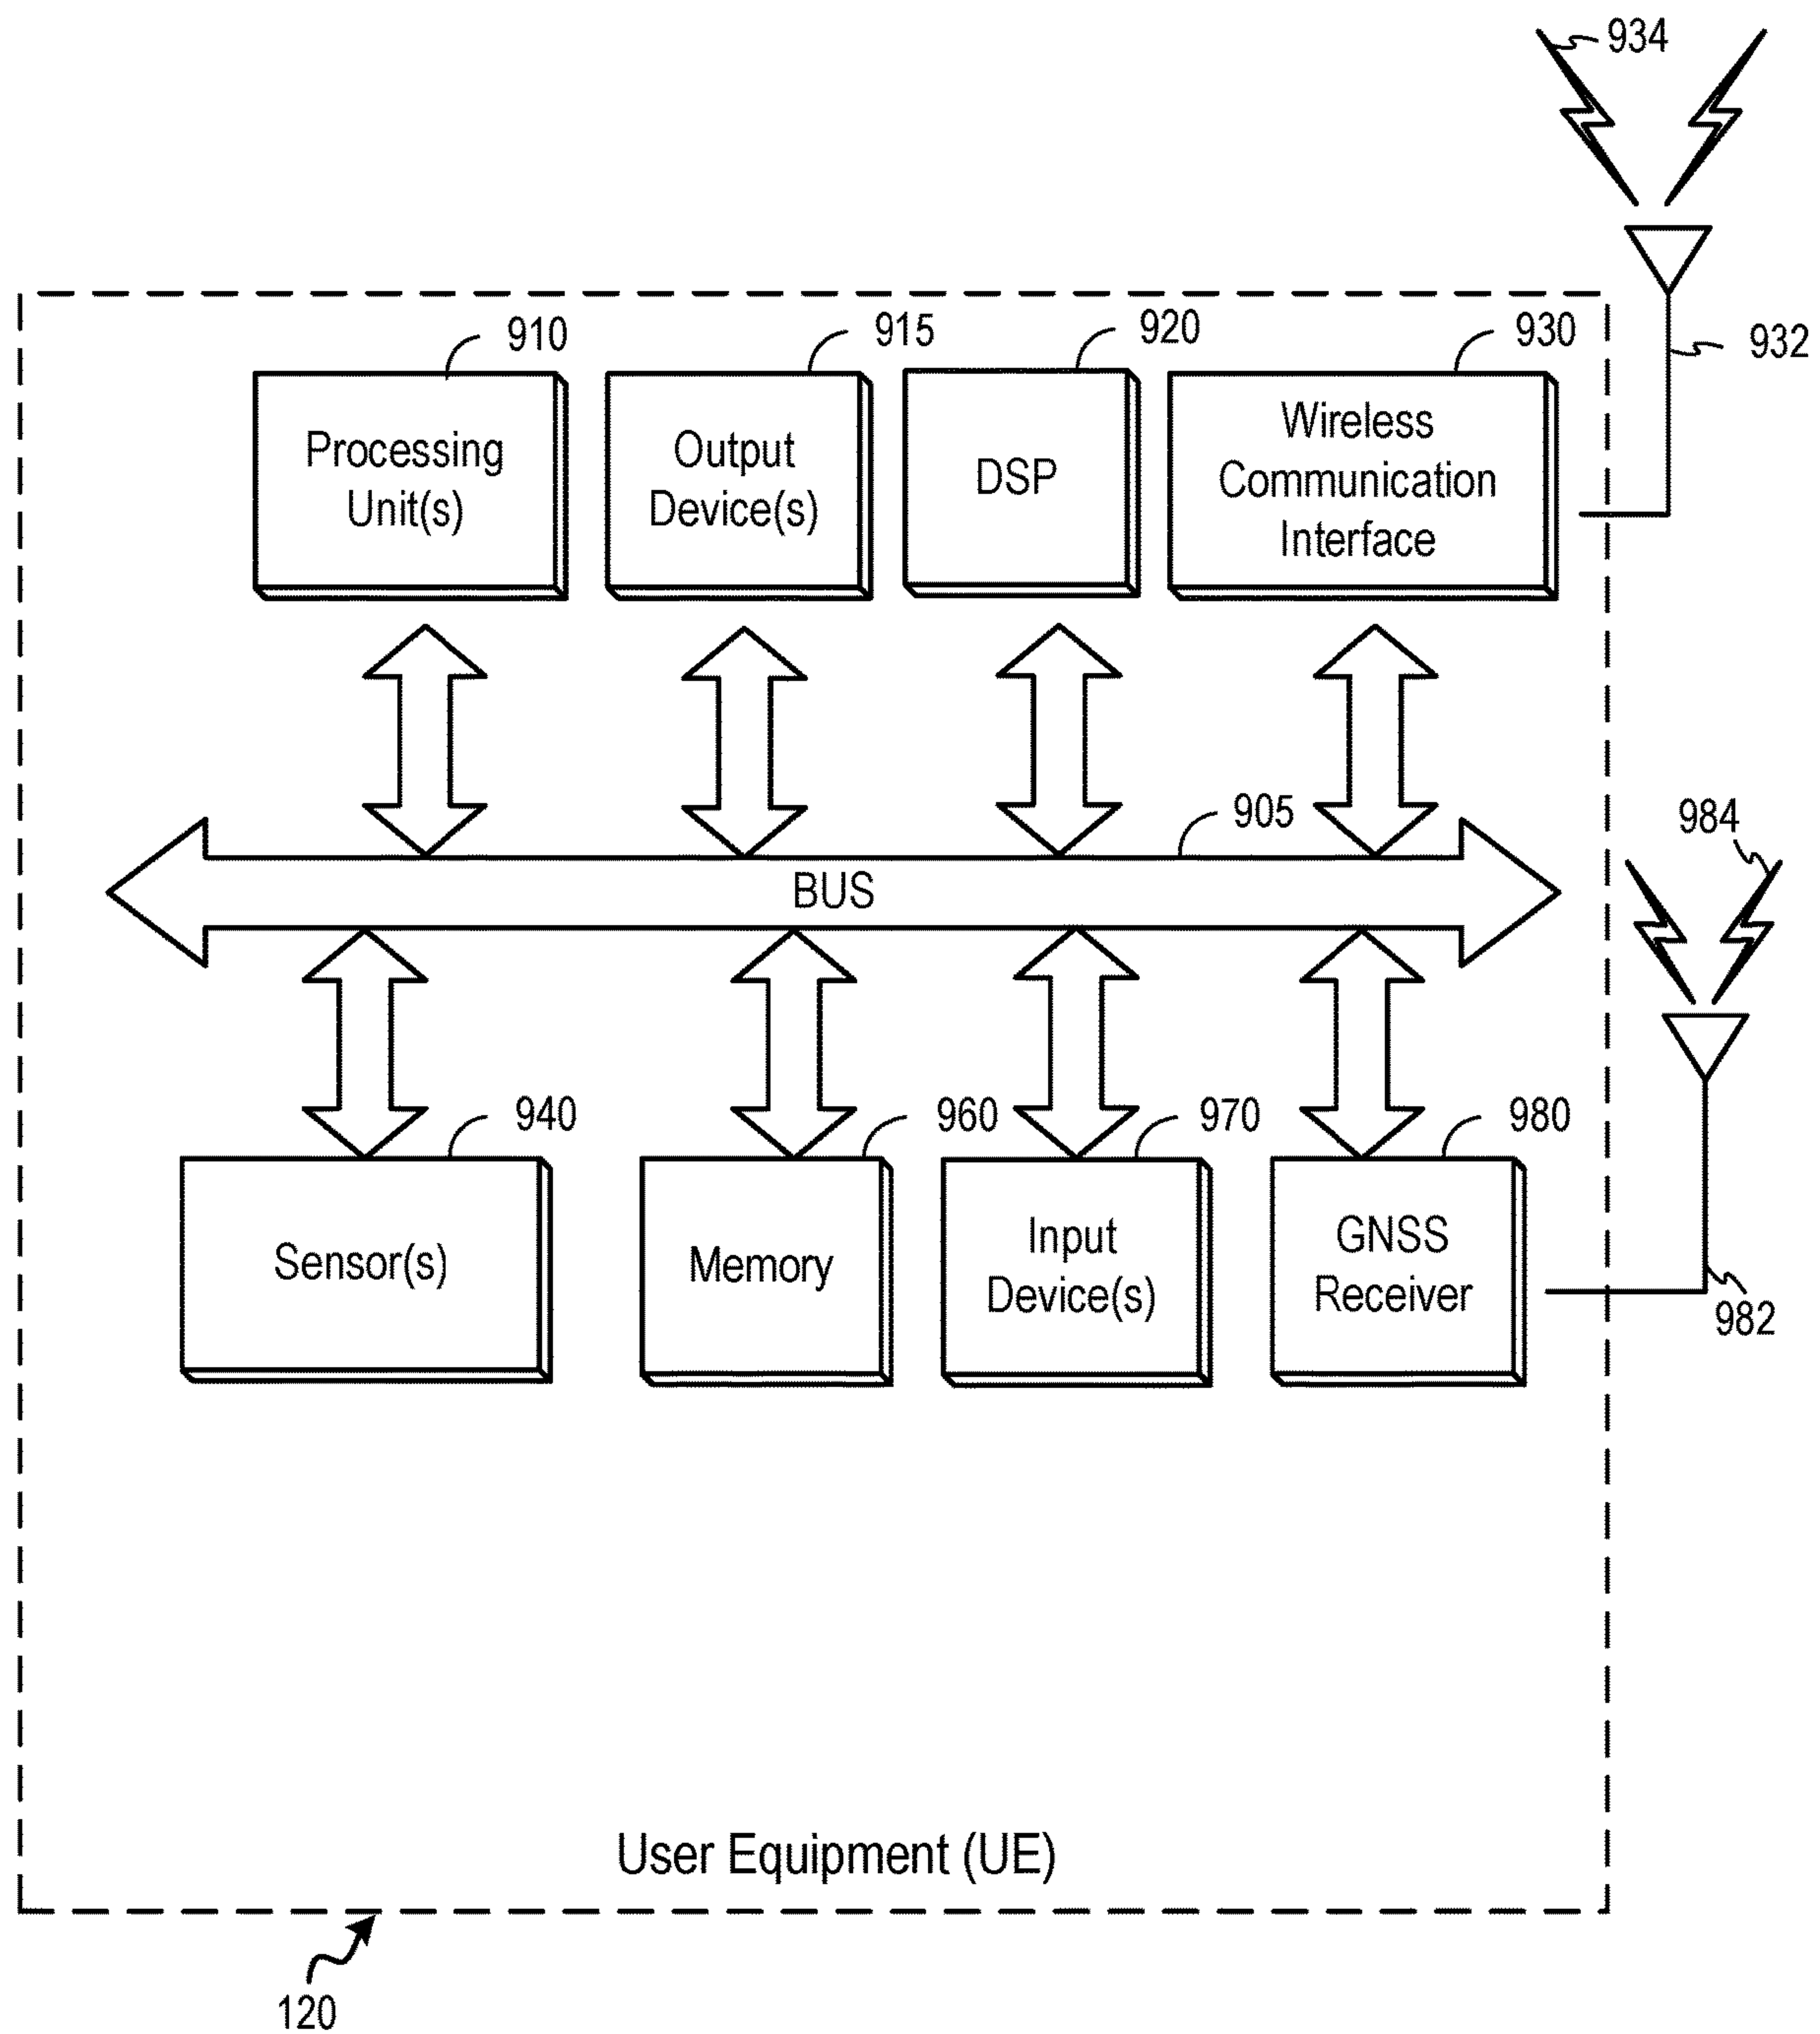 934
932
910
915
920
930
Processing
Unit(s)
Output
Device(s)
DSP
Wireless
Communication
Interface
905
BUS
984
982
940
960
970
980
Sensor(s)
Memory
Input
Device(s)
GNSS
Receiver
User Equipment (UE)
120